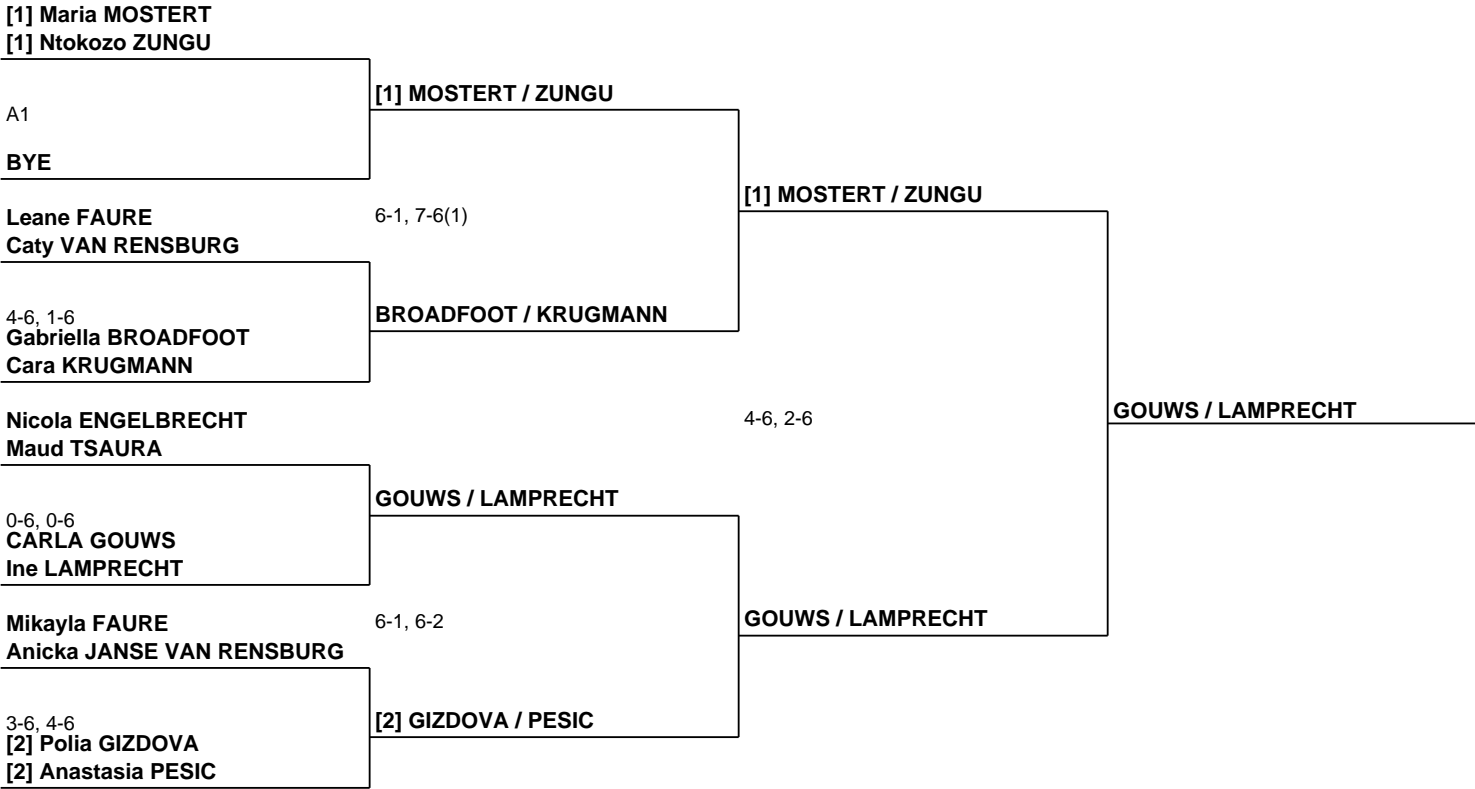 [1] Maria MOSTERT
[1] Ntokozo ZUNGU
[1] MOSTERT / ZUNGU
A1
BYE
[1] MOSTERT / ZUNGU
Leane FAURE
6-1, 7-6(1)
Caty VAN RENSBURG
4-6, 1-6
BROADFOOT / KRUGMANN
Gabriella BROADFOOT
Cara KRUGMANN
GOUWS / LAMPRECHT
Nicola ENGELBRECHT
4-6, 2-6
Maud TSAURA
GOUWS / LAMPRECHT
0-6, 0-6
CARLA GOUWS
Ine LAMPRECHT
Mikayla FAURE
6-1, 6-2
GOUWS / LAMPRECHT
Anicka JANSE VAN RENSBURG
3-6, 4-6
[2] GIZDOVA / PESIC
[2] Polia GIZDOVA
[2] Anastasia PESIC